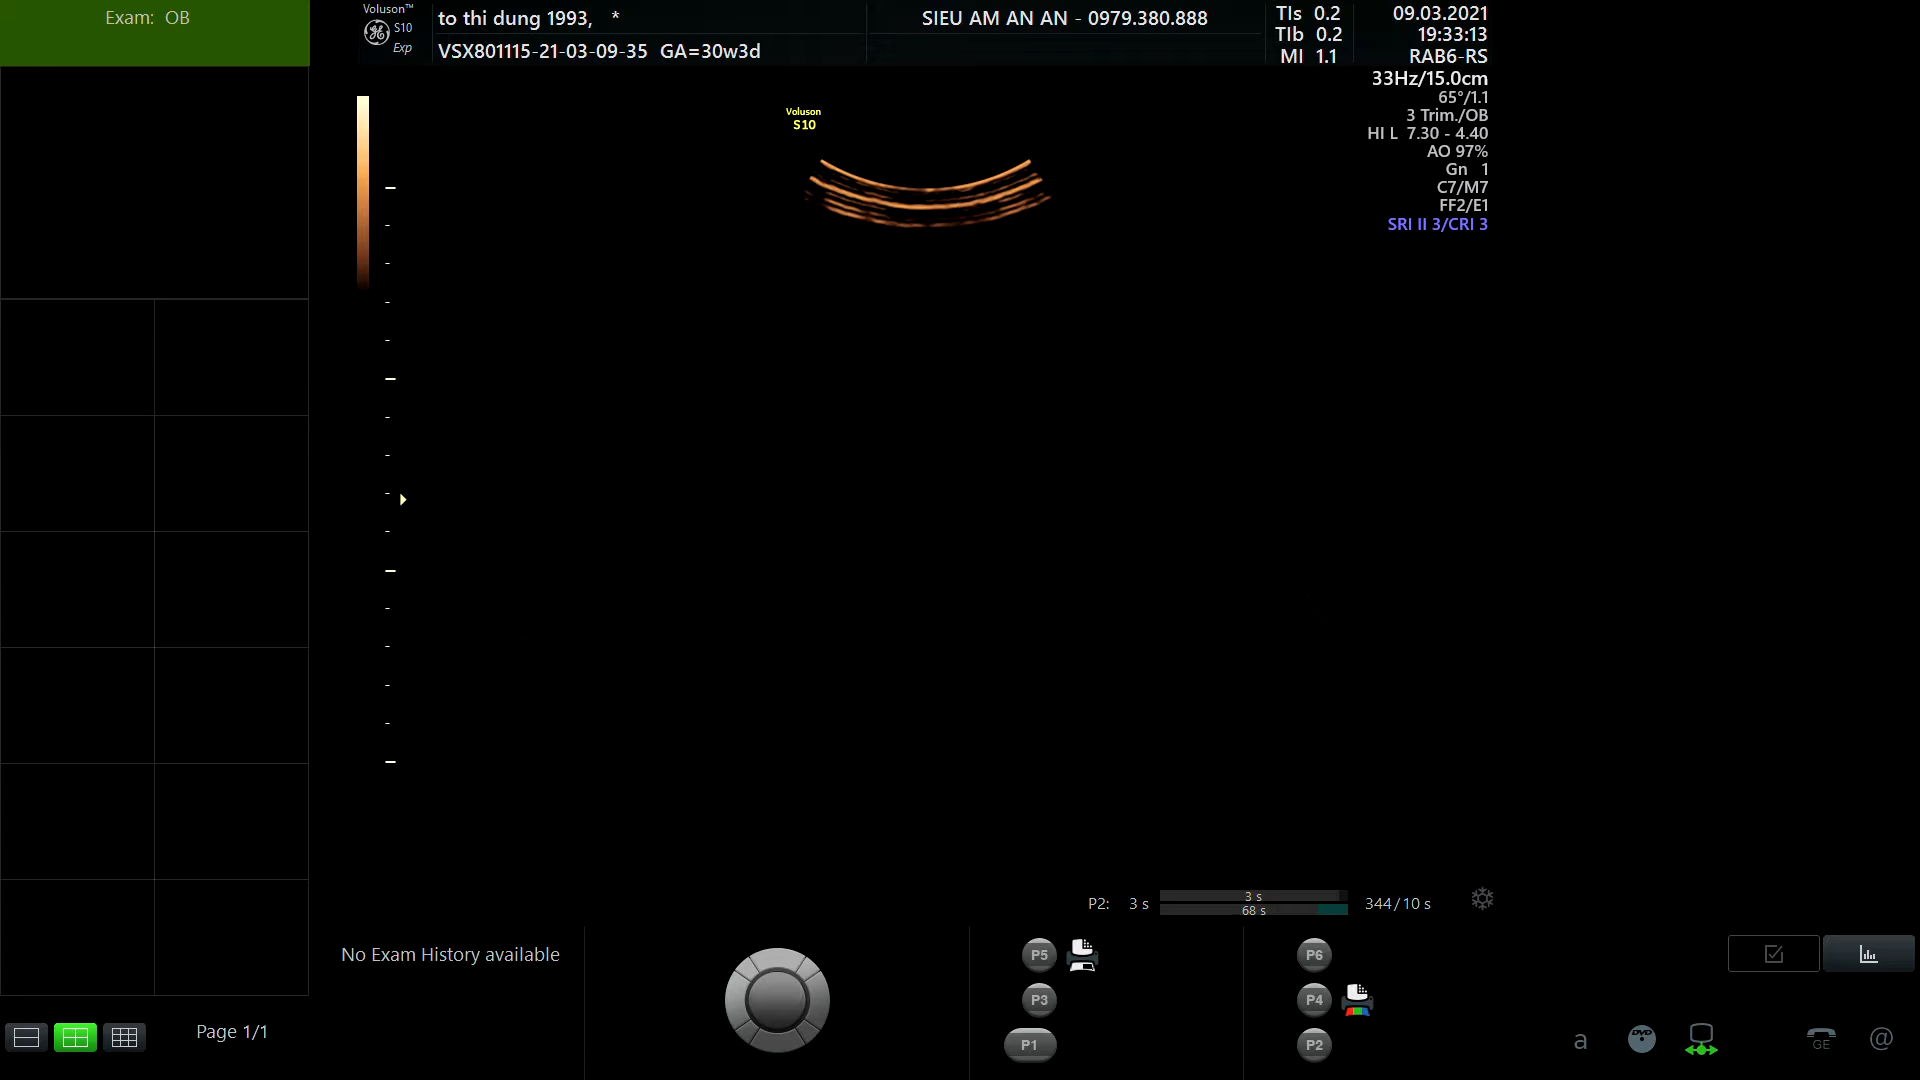 Exam: OB
Voluson™
S10
Exp
to thi dung 1993, *
VSX801115-21-03-09-35 GA=30w3d
SIEU AM AN AN - 0979.380.888
TIs 0.2
TIb 0.2
MI 1.1
09.03.2021
19:33:13
RAB6-RS
33Hz/15.0cm
65°/1.1
3 Trim./OB
HI L 7.30 - 4.40
AO 97%
Gn 1
C7/M7
FF2/E1
SRI II 3/CRI 3
Voluson
S10
P2: 3 s
3 s
68 s
344/10 s
No Exam History available
P5
P3
P1
P6
P4
P2
Page 1/1
a
DVD
GE
@